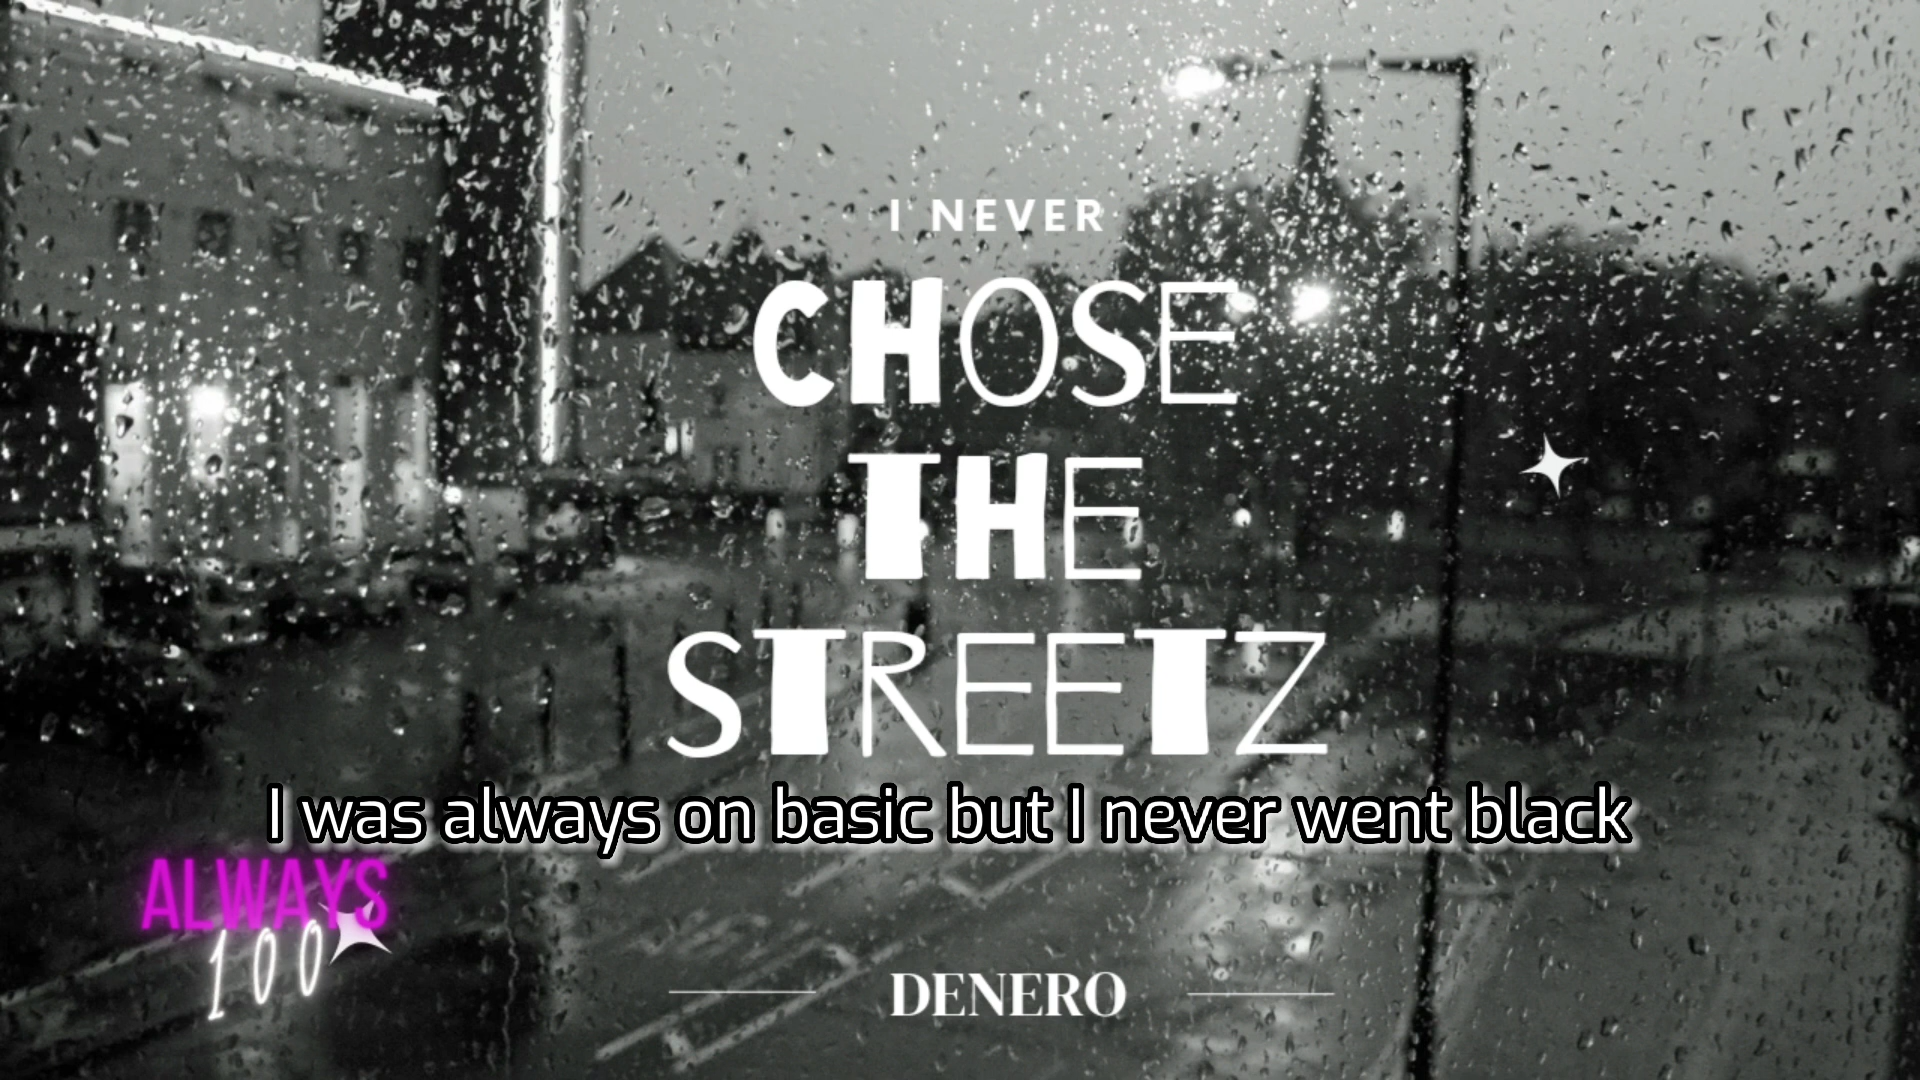 I NEVER
CHOSE
THE
STREETZ
I was always on basic but I never went black
ALWAYS
100
DENERO